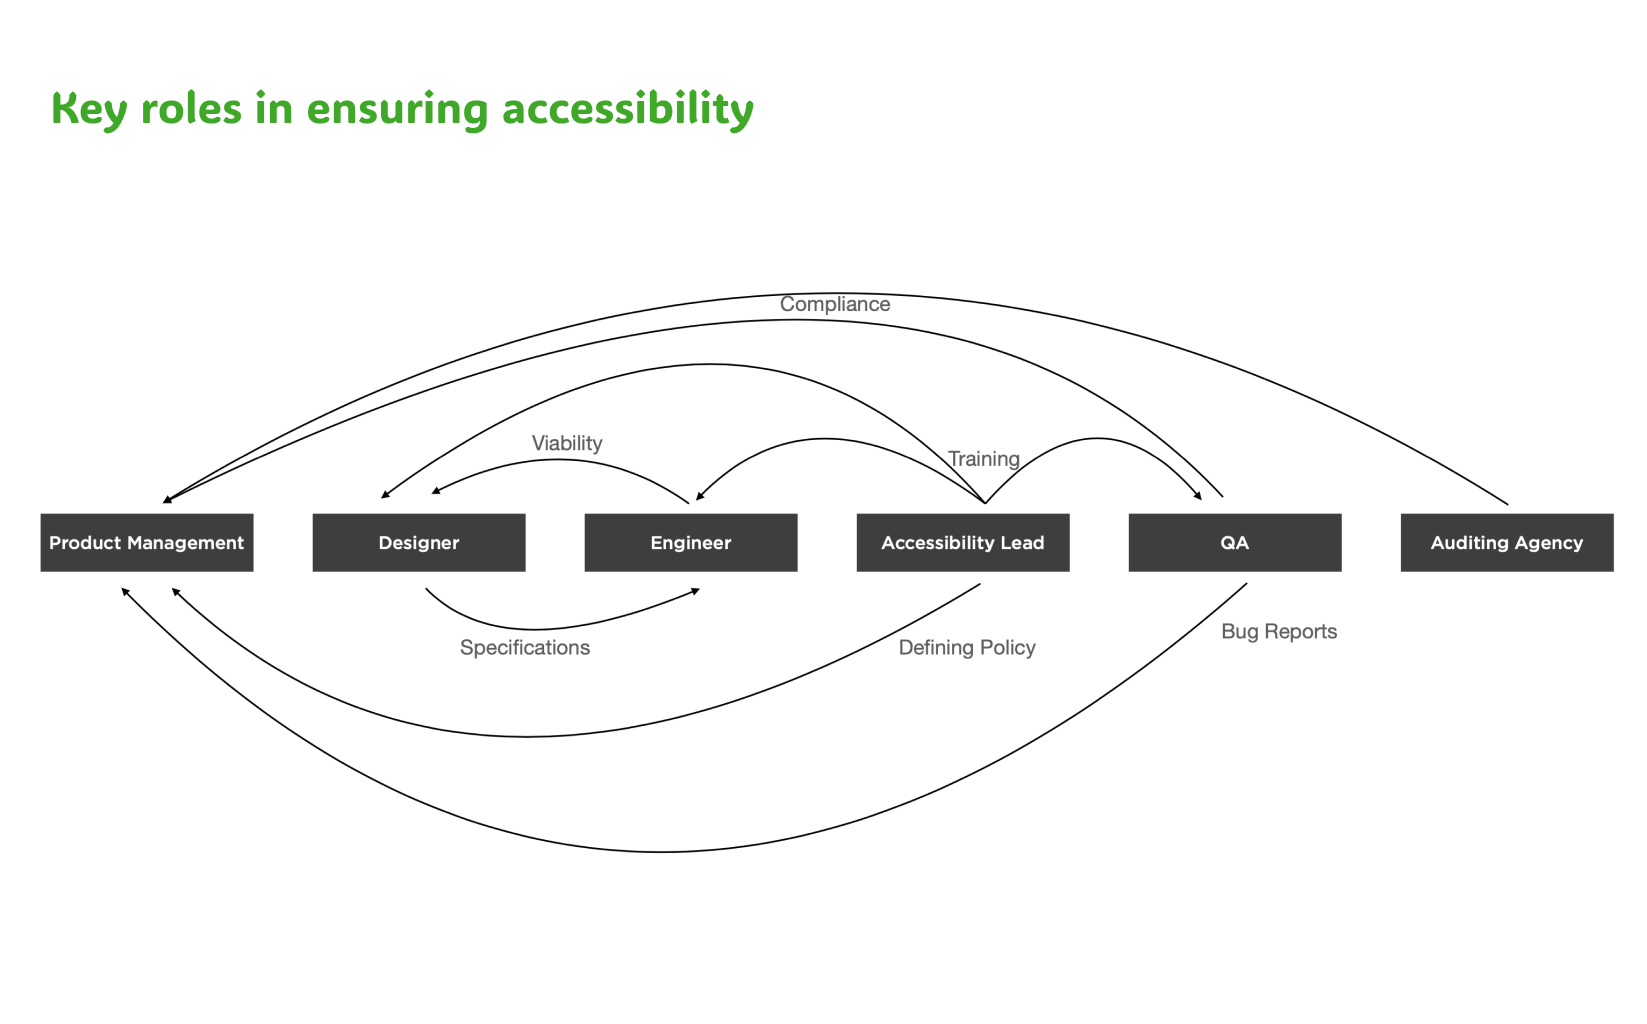 Key roles in ensuring accessibility
Compliance
Viability
Training
Product Management
Designer
Engineer
Accessibility Lead
QA
Auditing Agency
Specifications
Defining Policy
Bug Reports